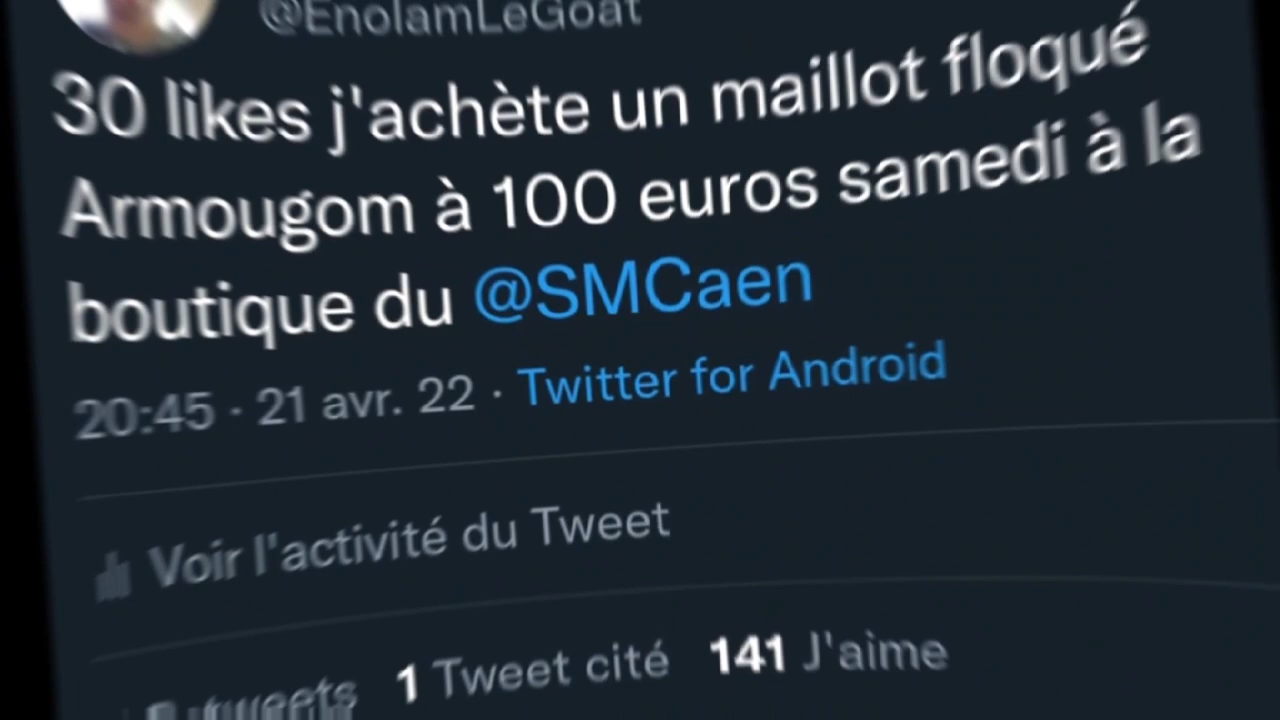 @EnolamLeGoat
30 likes j'achète un maillot floqué
Armougom à 100 euros samedi à la
boutique du @SMCaen
20:45 · 21 avr. 22 · Twitter for Android
Voir l'activité du Tweet
1 Tweet cité 141 J'aime